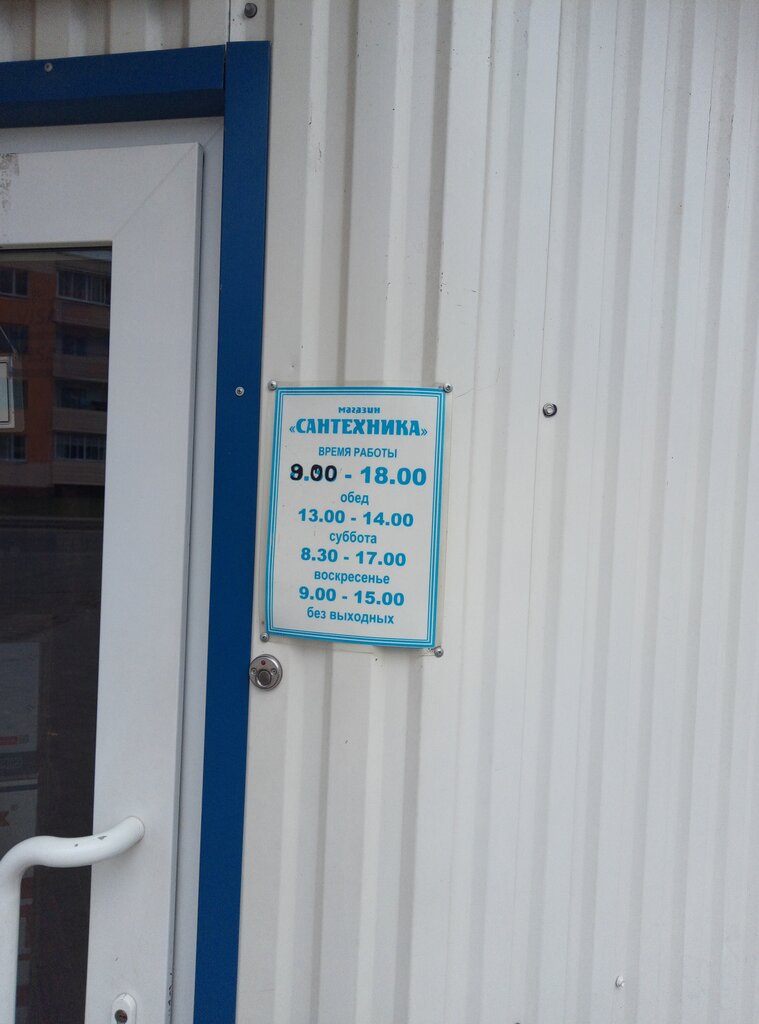 магазин
«САНТЕХНИКА»
ВРЕМЯ РАБОТЫ
9.00 - 18.00
обед
13.00 - 14.00
суббота
8.30 - 17.00
воскресенье
9.00 - 15.00
без выходных